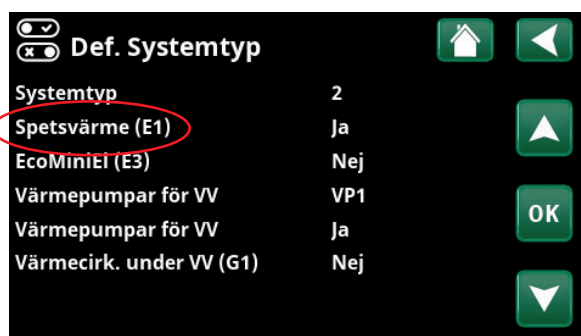 Def. Systemtyp
Systemtyp 2
Spetsvärme (E1) Ja
EcoMiniEl (E3) Nej
Värmepumpar för VV VP1
Värmepumpar för VV Ja
Värmecirk. under VV (G1) Nej
OK